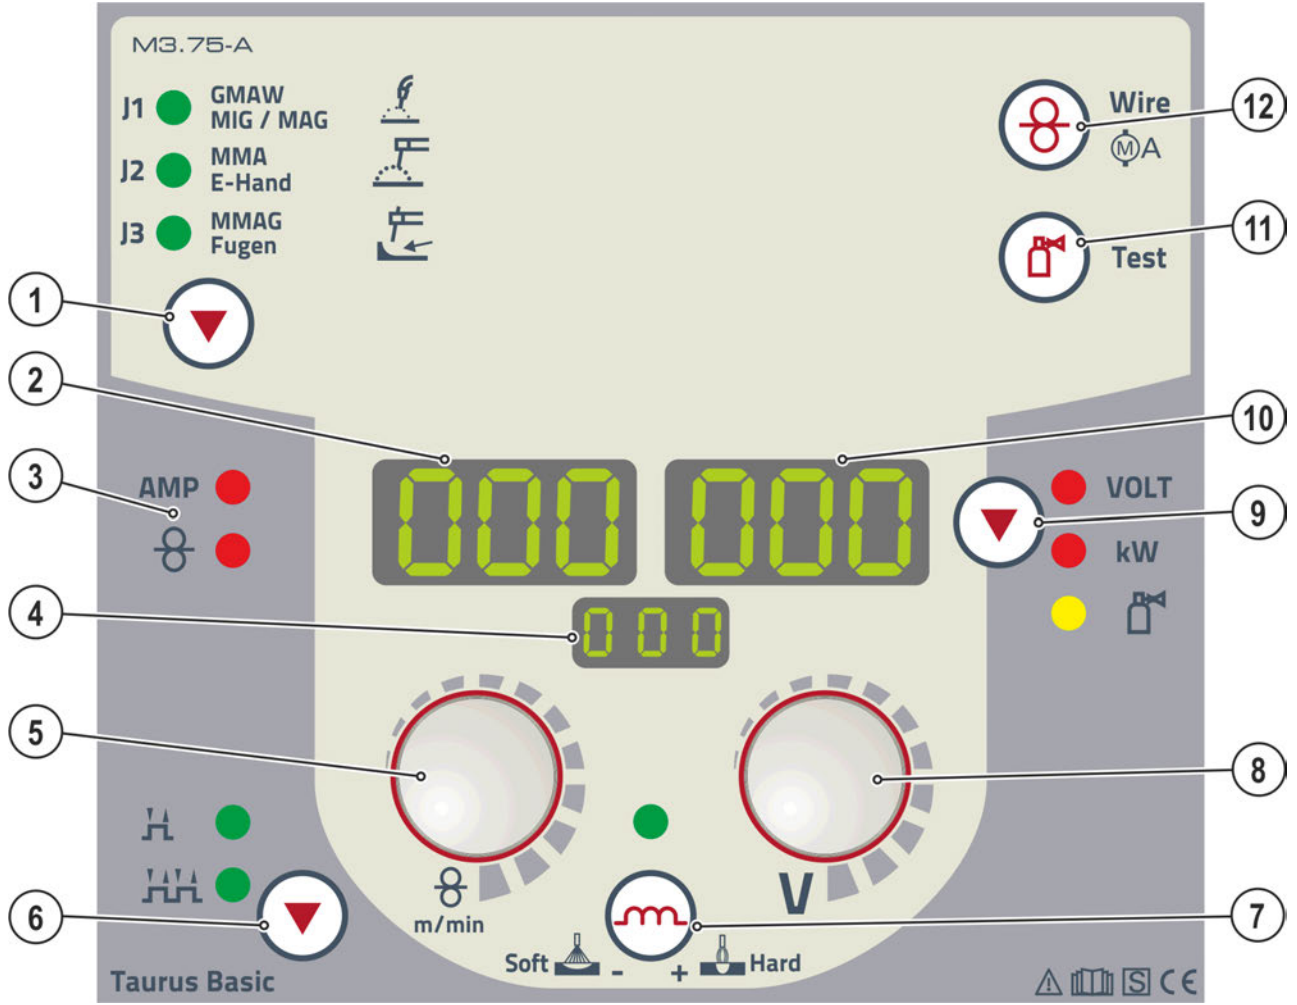 M3.75-A
J1 GMAW
MIG / MAG
J2 MMA
E-Hand
J3 MMAG
Fugen
Wire
M A
Test
12
11
1
2
10
3
AMP
000
000
VOLT
9
kW
4
000
5
8
6
m/min
V
7
Soft - + Hard
Taurus Basic
S CE